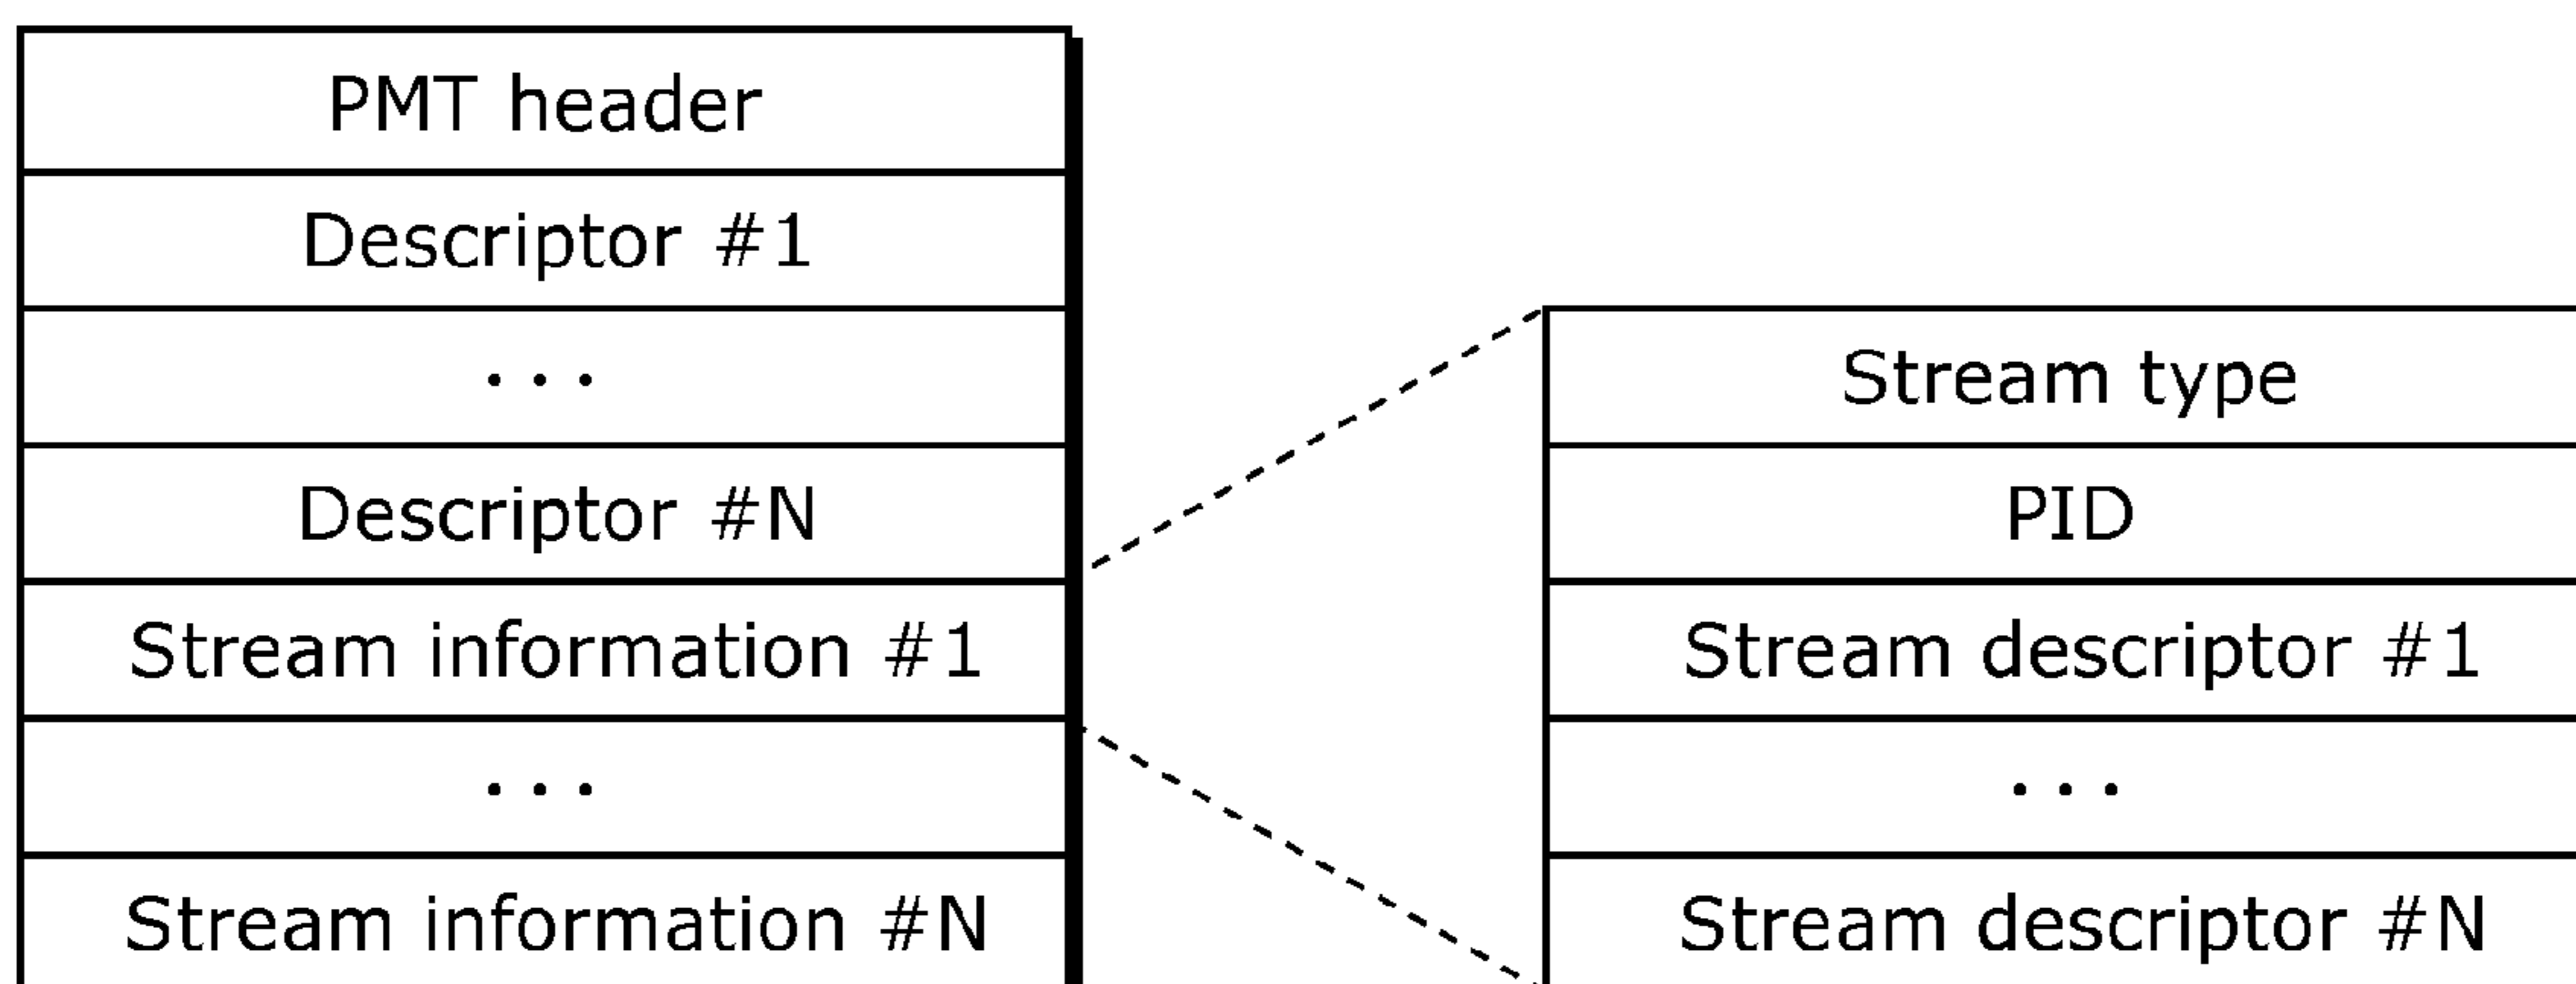 PMT header
Descriptor #1
...
Descriptor #N
Stream information #1
...
Stream information #N
Stream type
PID
Stream descriptor #1
...
Stream descriptor #N